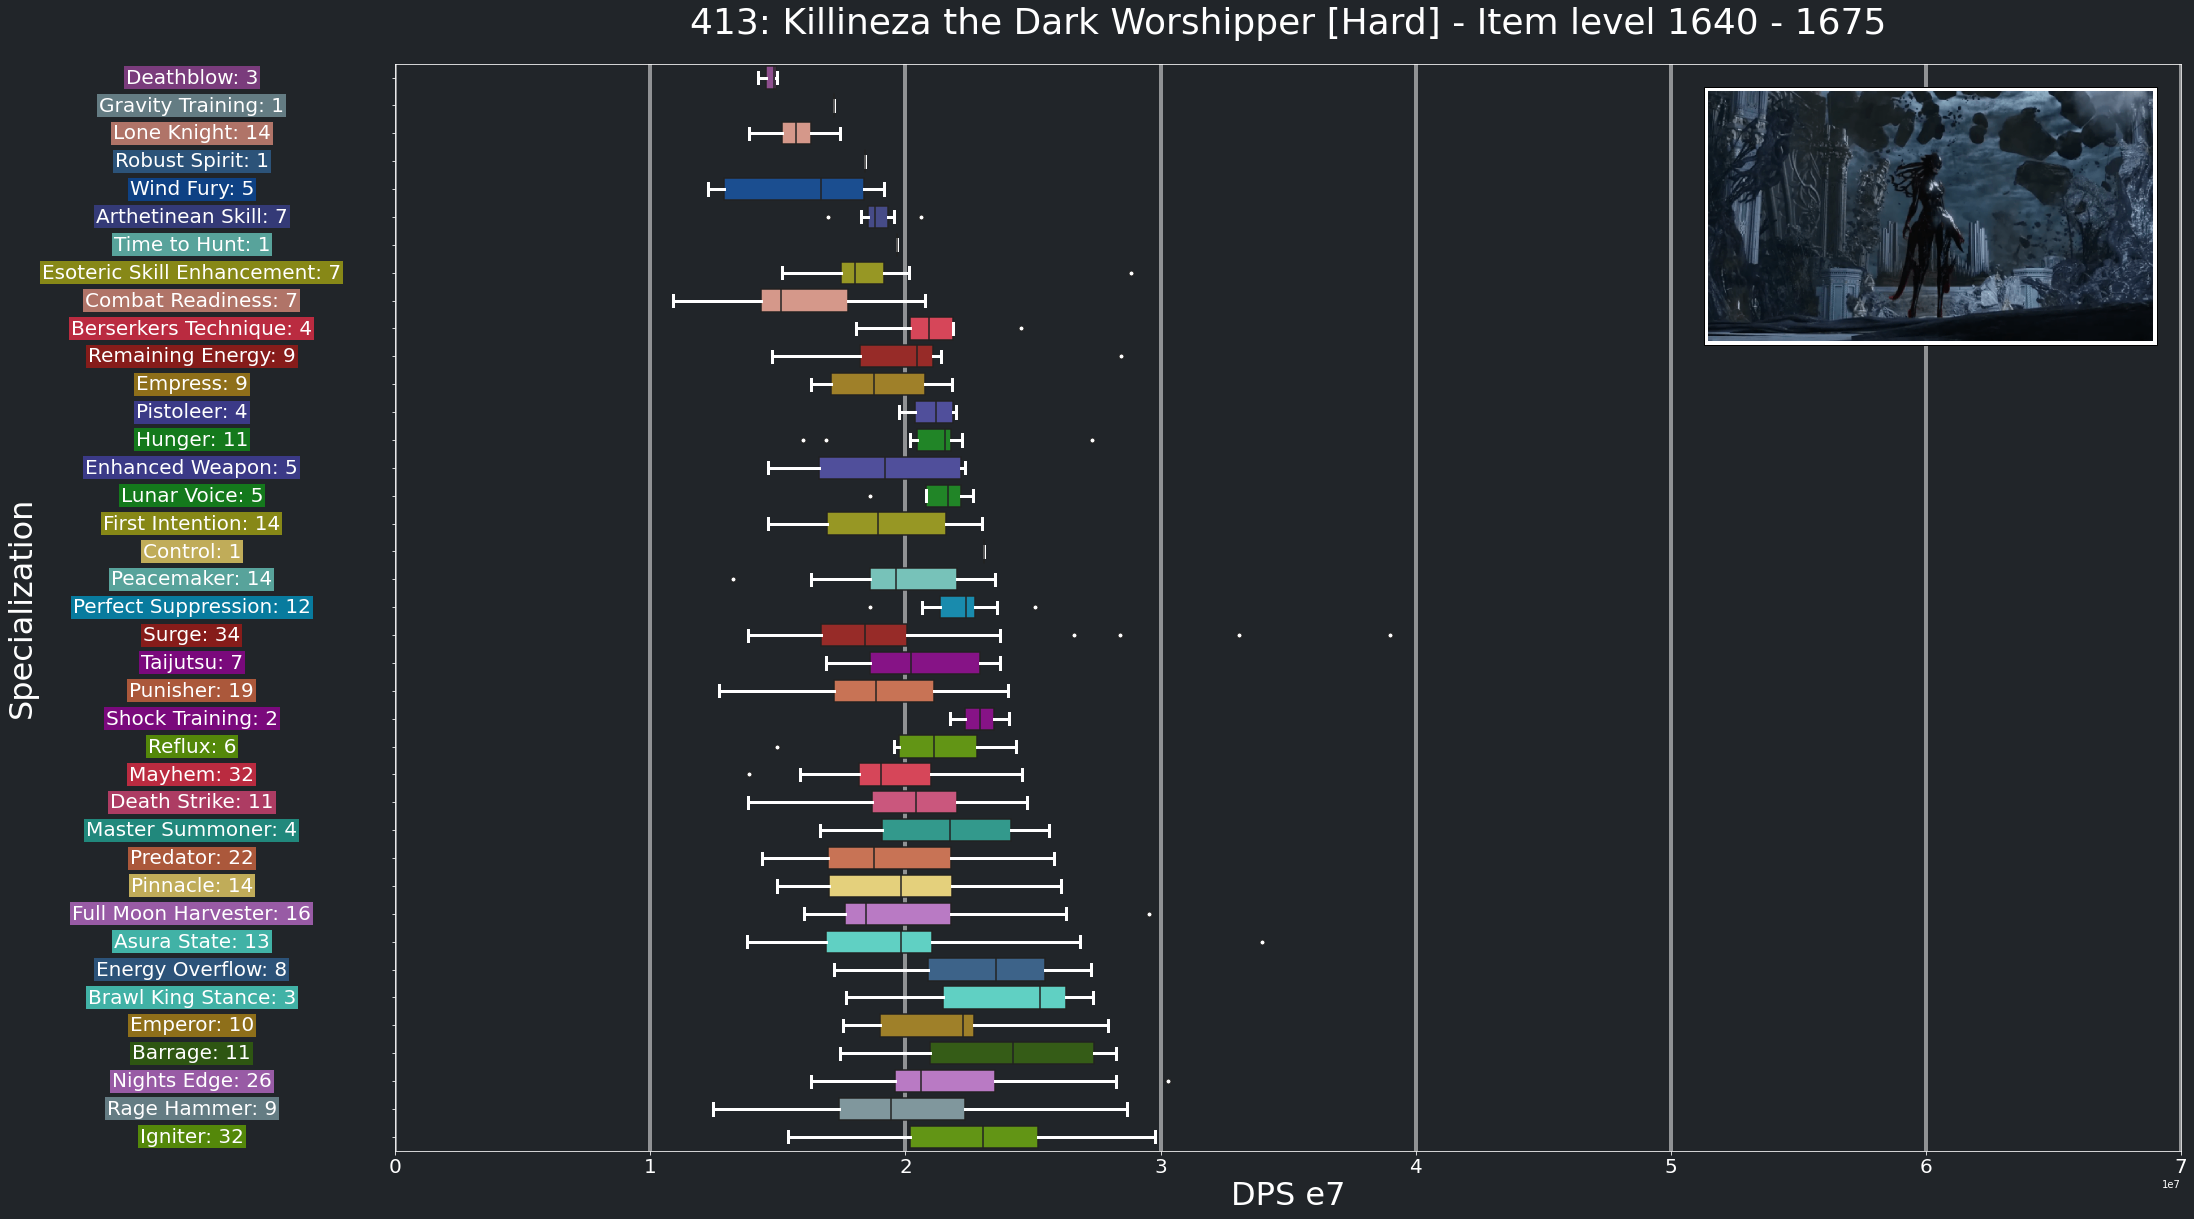 413: Killineza the Dark Worshipper [Hard] - Item level 1640 - 1675
Specialization
Deathblow: 3
Gravity Training: 1
Lone Knight: 14
Robust Spirit: 1
Wind Fury: 5
Arthetinean Skill: 7
Time to Hunt: 1
Esoteric Skill Enhancement: 7
Combat Readiness: 7
Berserkers Technique: 4
Remaining Energy: 9
Empress: 9
Pistoleer: 4
Hunger: 11
Enhanced Weapon: 5
Lunar Voice: 5
First Intention: 14
Control: 1
Peacemaker: 14
Perfect Suppression: 12
Surge: 34
Taijutsu: 7
Punisher: 19
Shock Training: 2
Reflux: 6
Mayhem: 32
Death Strike: 11
Master Summoner: 4
Predator: 22
Pinnacle: 14
Full Moon Harvester: 16
Asura State: 13
Energy Overflow: 8
Brawl King Stance: 3
Emperor: 10
Barrage: 11
Nights Edge: 26
Rage Hammer: 9
Igniter: 32
0 1 2 3 4 5 6 7
1e7
DPS e7